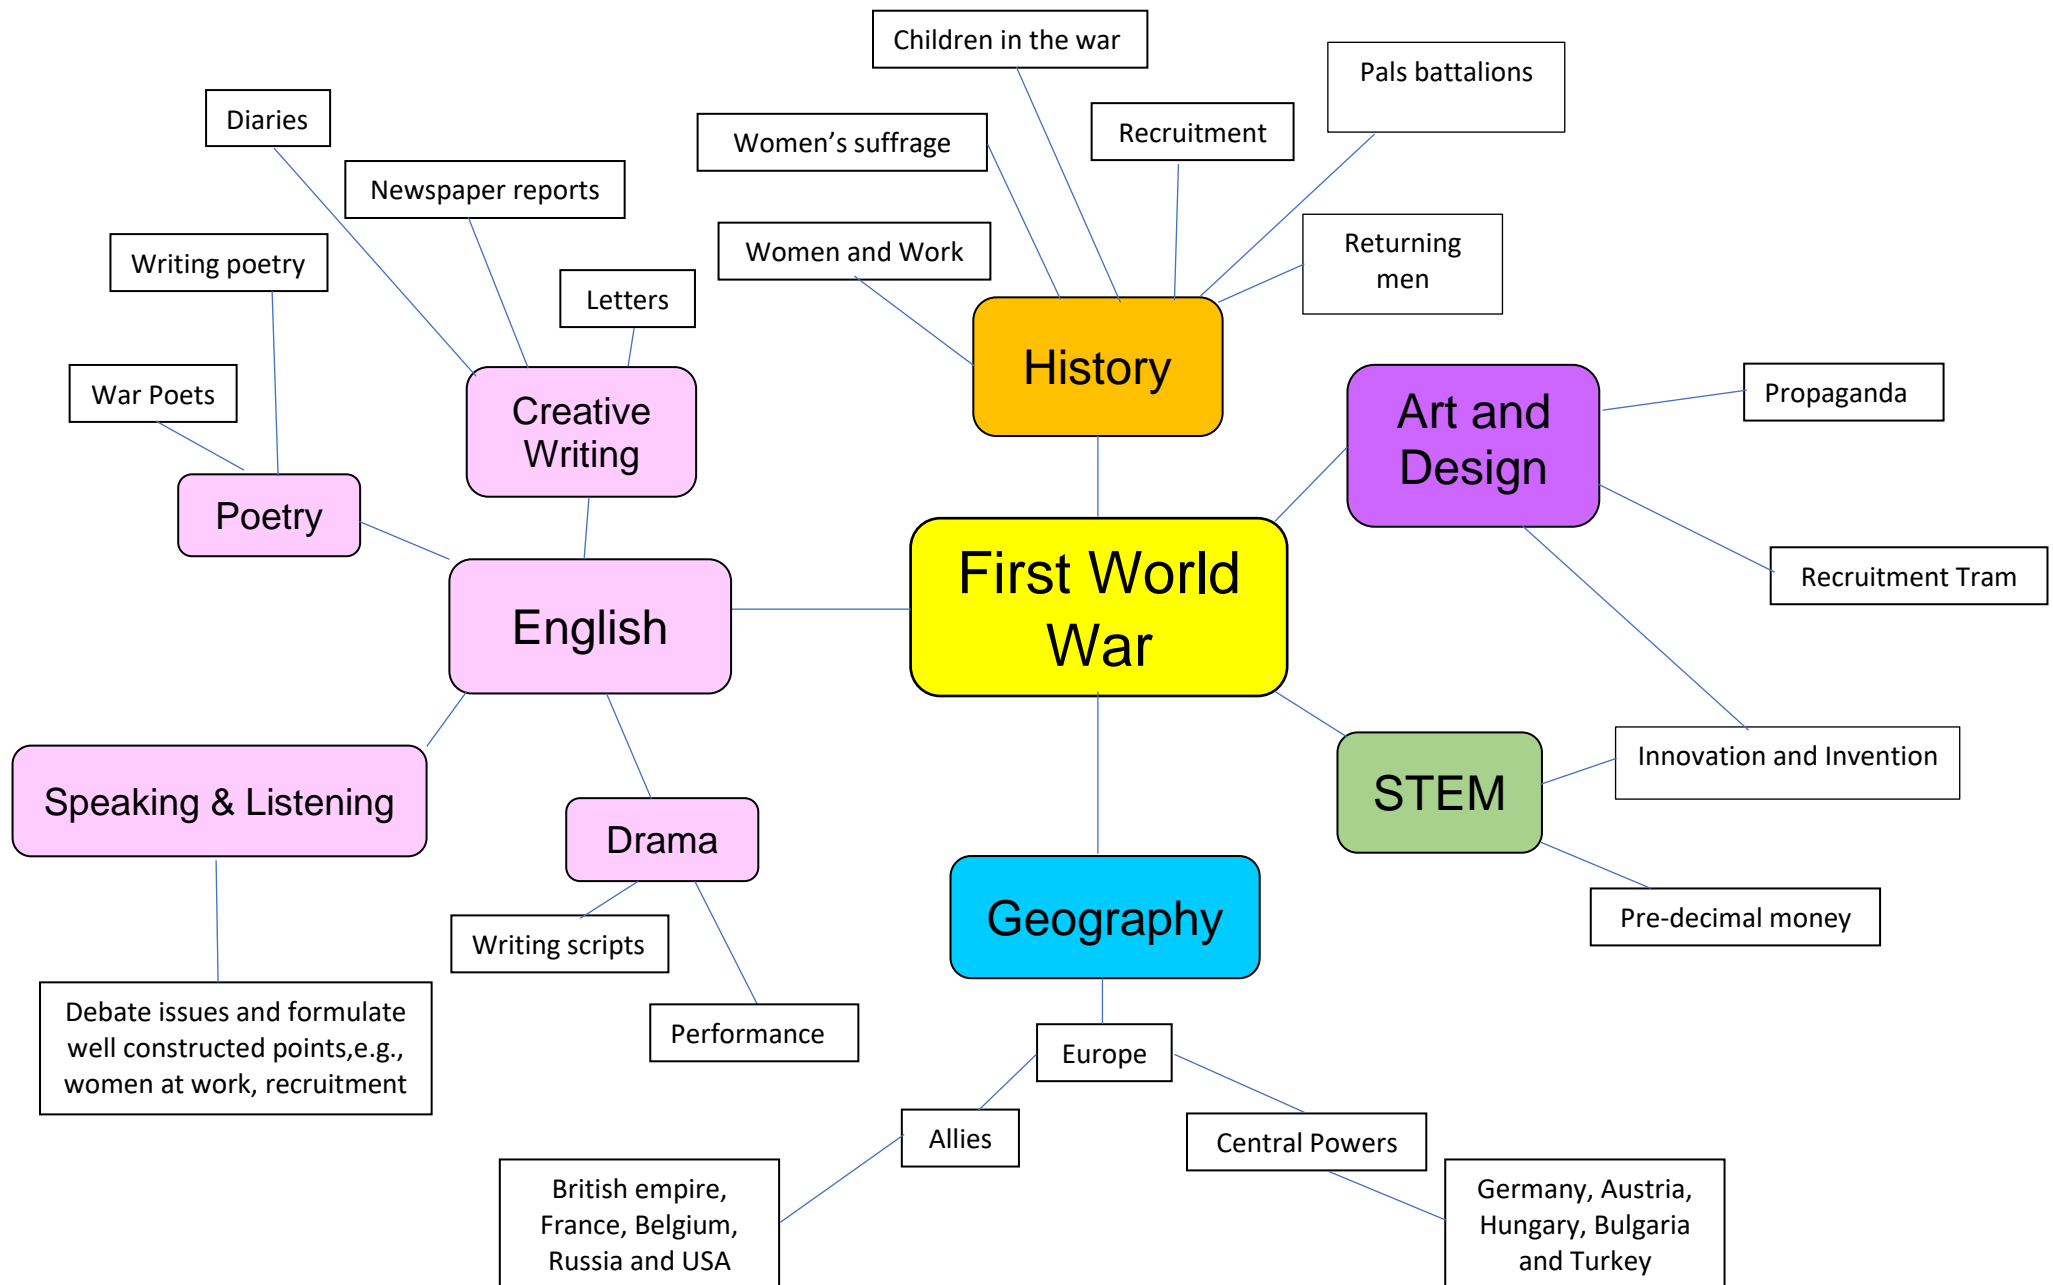 Children in the war
Pals battalions
Diaries
Recruitment
Women’s suffrage
Newspaper reports
Women and Work
Returning
men
Writing poetry
Letters
History
War Poets
Creative
Writing
Art and
Design
Propaganda
Poetry
First World
War
Recruitment Tram
English
Innovation and Invention
STEM
Speaking & Listening
Drama
Geography
Pre-decimal money
Writing scripts
Debate issues and formulate
well constructed points,e.g.,
women at work, recruitment
Performance
Europe
Allies
Central Powers
British empire,
France, Belgium,
Russia and USA
Germany, Austria,
Hungary, Bulgaria
and Turkey